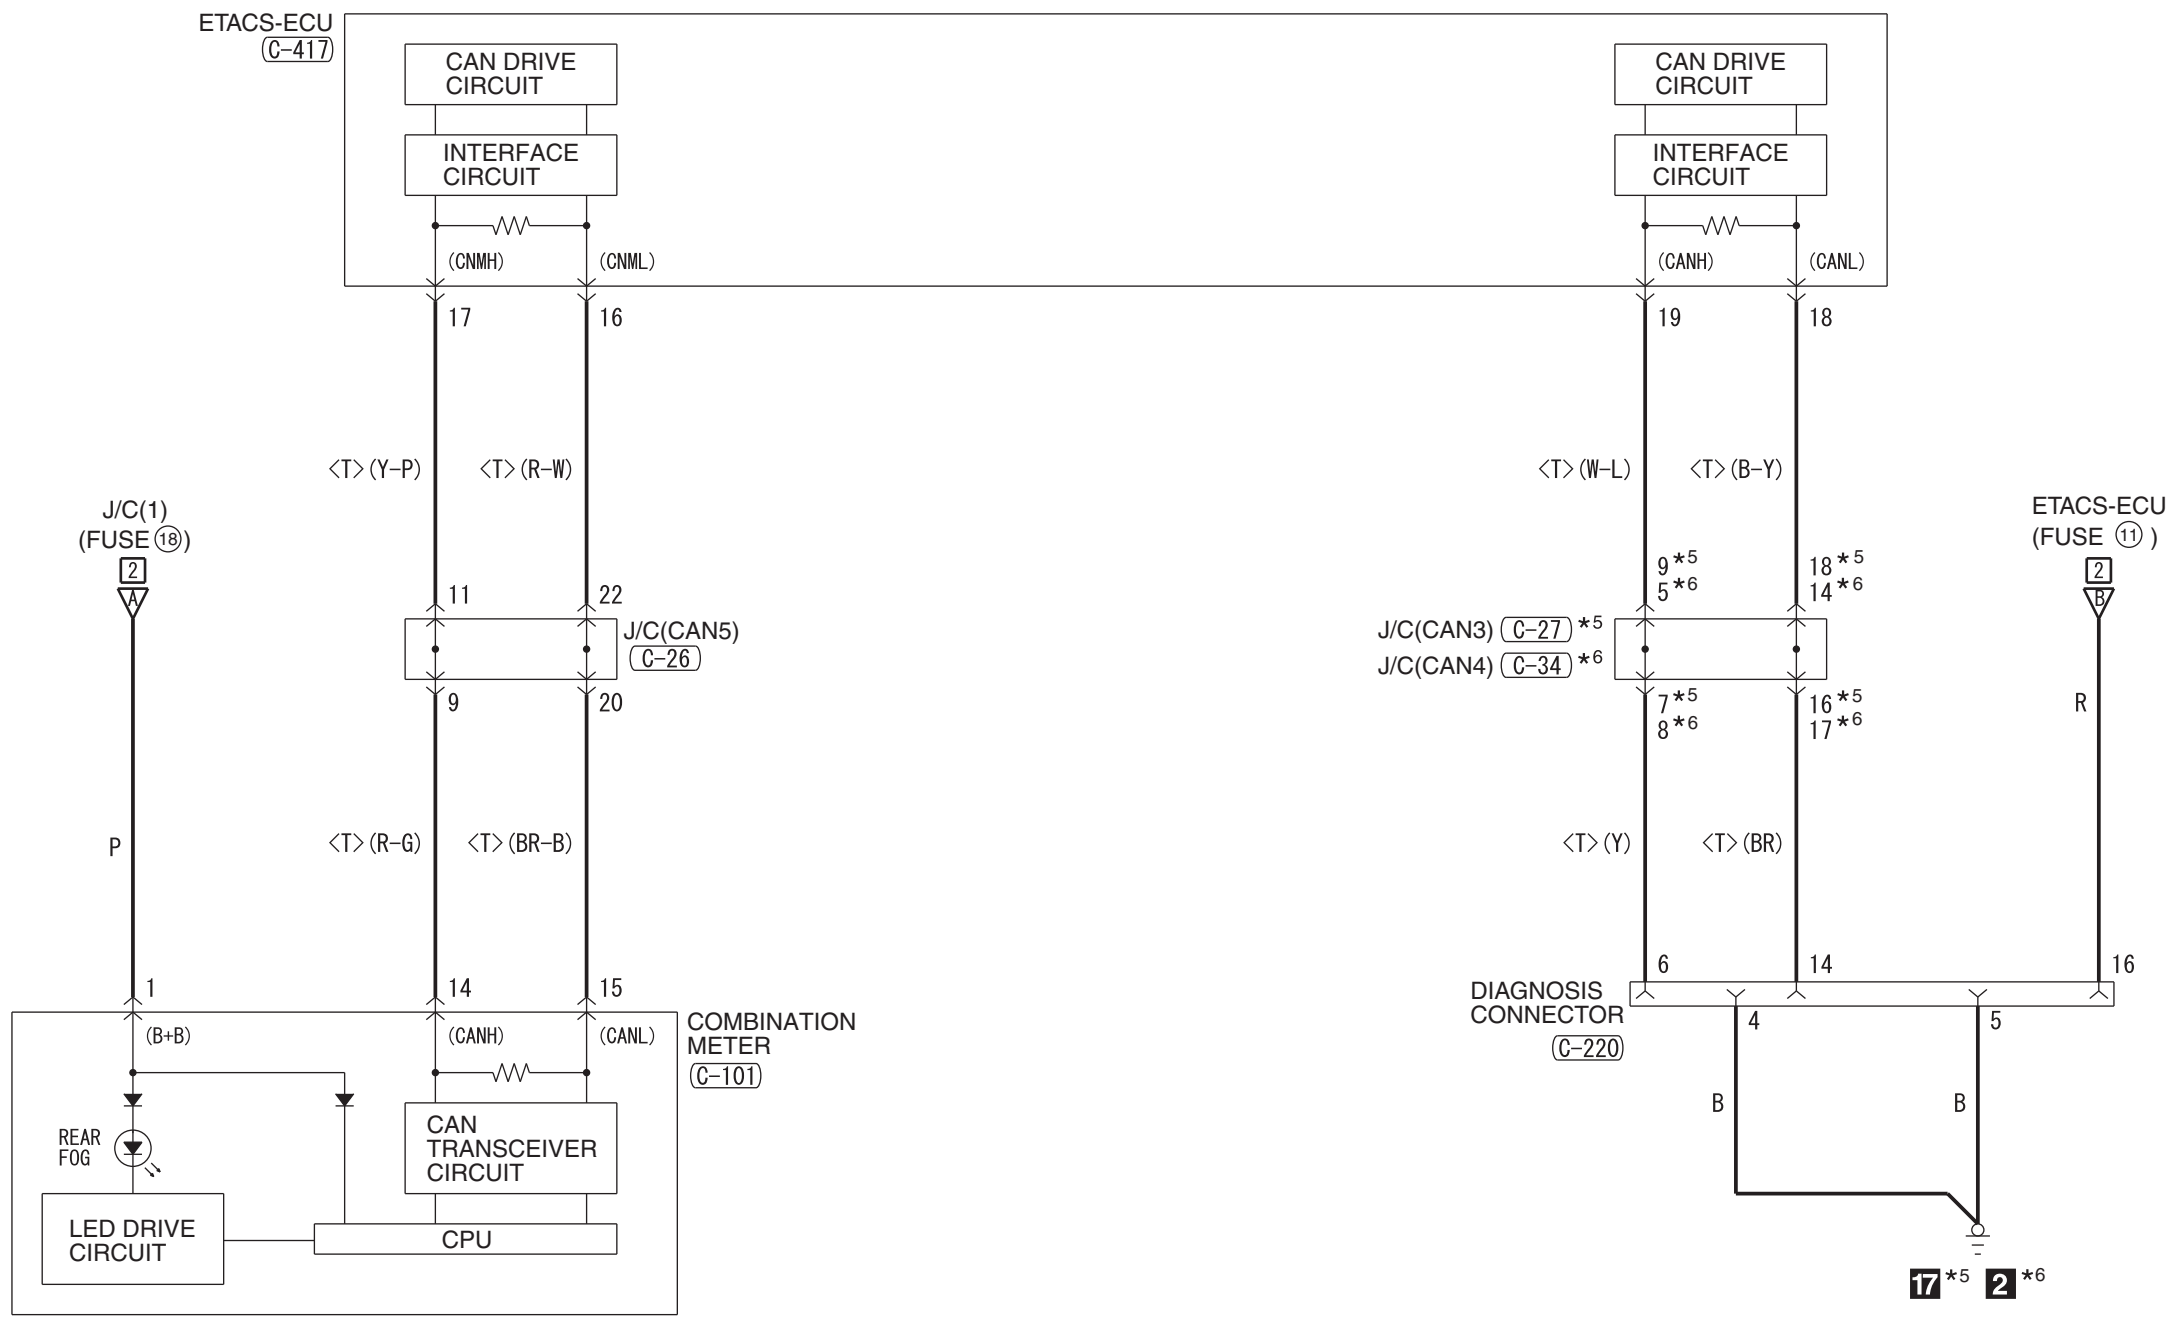 ETACS-ECU
C-417
CAN DRIVE
CIRCUIT
INTERFACE
CIRCUIT
(CNMH)
(CNML)
CAN DRIVE
CIRCUIT
INTERFACE
CIRCUIT
(CANH)
(CANL)
17
16
19
18
<T>(Y-P)
<T>(R-W)
<T>(W-L)
<T>(B-Y)
J/C(1)
(FUSE 18)
2
A
ETACS-ECU
(FUSE 11 )
2
B
11
22
9*5
5*6
18*5
14*6
J/C(CAN5)
C-26
J/C(CAN3) C-27 *5
J/C(CAN4) C-34 *6
9
20
7*5
8*6
16*5
17*6
R
P
<T>(R-G)
<T>(BR-B)
<T>(Y)
<T>(BR)
1
14
15
6
14
16
(B+B)
(CANH)
(CANL)
COMBINATION
METER
C-101
DIAGNOSIS
CONNECTOR
C-220
4
5
REAR
FOG
CAN
TRANSCEIVER
CIRCUIT
B
B
LED DRIVE
CIRCUIT
CPU
17 *5 2 *6